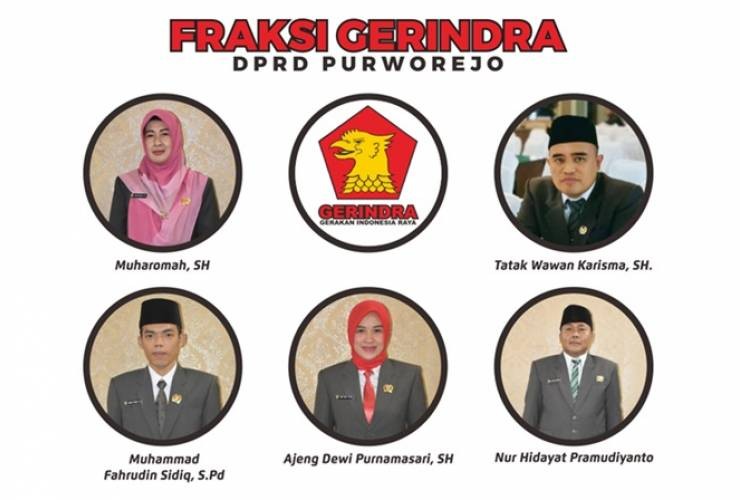 FRAKSI GERINDRA
DPRD PURWOREJO
GERINDRA
GERAKAN INDONESIA RAYA
Muharomah, SH
Tatak Wawan Karisma, SH.
Muhammad
Fahrudin Sidiq, S.Pd
Ajeng Dewi Purnamasari, SH
Nur Hidayat Pramudiyanto